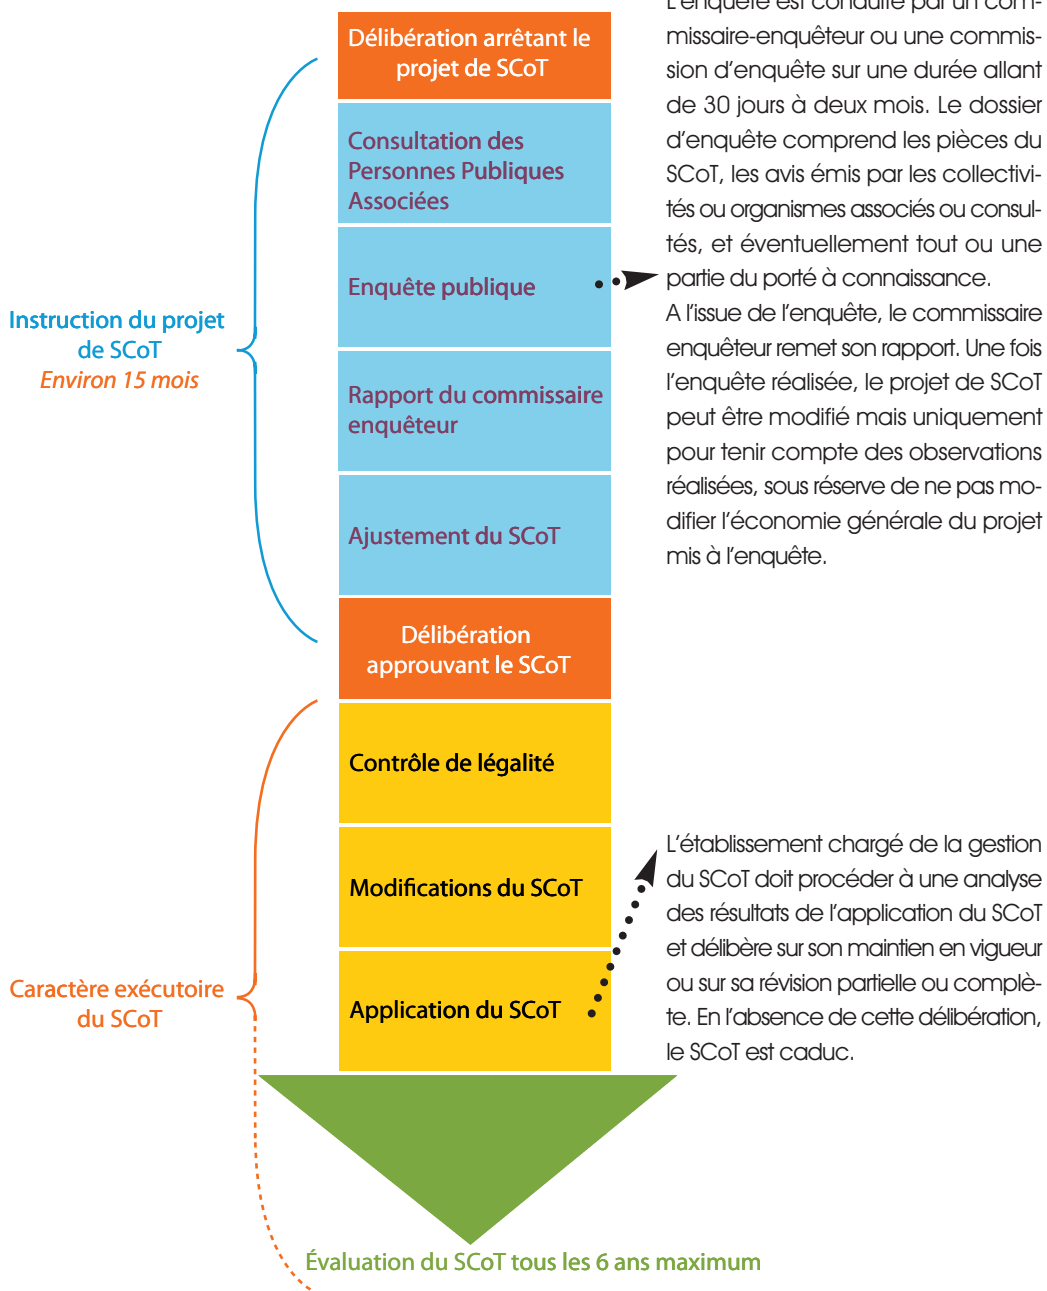 Délibération arrêtant le
projet de SCoT
Consultation des
Personnes Publiques
Associées
Enquête publique
Rapport du commissaire
enquêteur
Ajustement du SCoT
Délibération
approuvant le SCoT
Contrôle de légalité
Modifications du SCoT
Application du SCoT
Évaluation du SCoT tous les 6 ans maximum
Instruction du projet
de SCoT
Environ 15 mois
Caractère exécutoire
du SCoT
L'enquête est conduite par un com-
missaire-enquêteur ou une commis-
sion d'enquête sur une durée allant
de 30 jours à deux mois. Le dossier
d'enquête comprend les pièces du
SCoT, les avis émis par les collectivi-
tés ou organismes associés ou consul-
tés, et éventuellement tout ou une
partie du porté à connaissance.
A l'issue de l'enquête, le commissaire
enquêteur remet son rapport. Une fois
l'enquête réalisée, le projet de SCoT
peut être modifié mais uniquement
pour tenir compte des observations
réalisées, sous réserve de ne pas mo-
difier l'économie générale du projet
mis à l'enquête.
L'établissement chargé de la gestion
du SCoT doit procéder à une analyse
des résultats de l'application du SCoT
et délibère sur son maintien en vigueur
ou sur sa révision partielle ou complè-
te. En l'absence de cette délibération,
le SCoT est caduc.